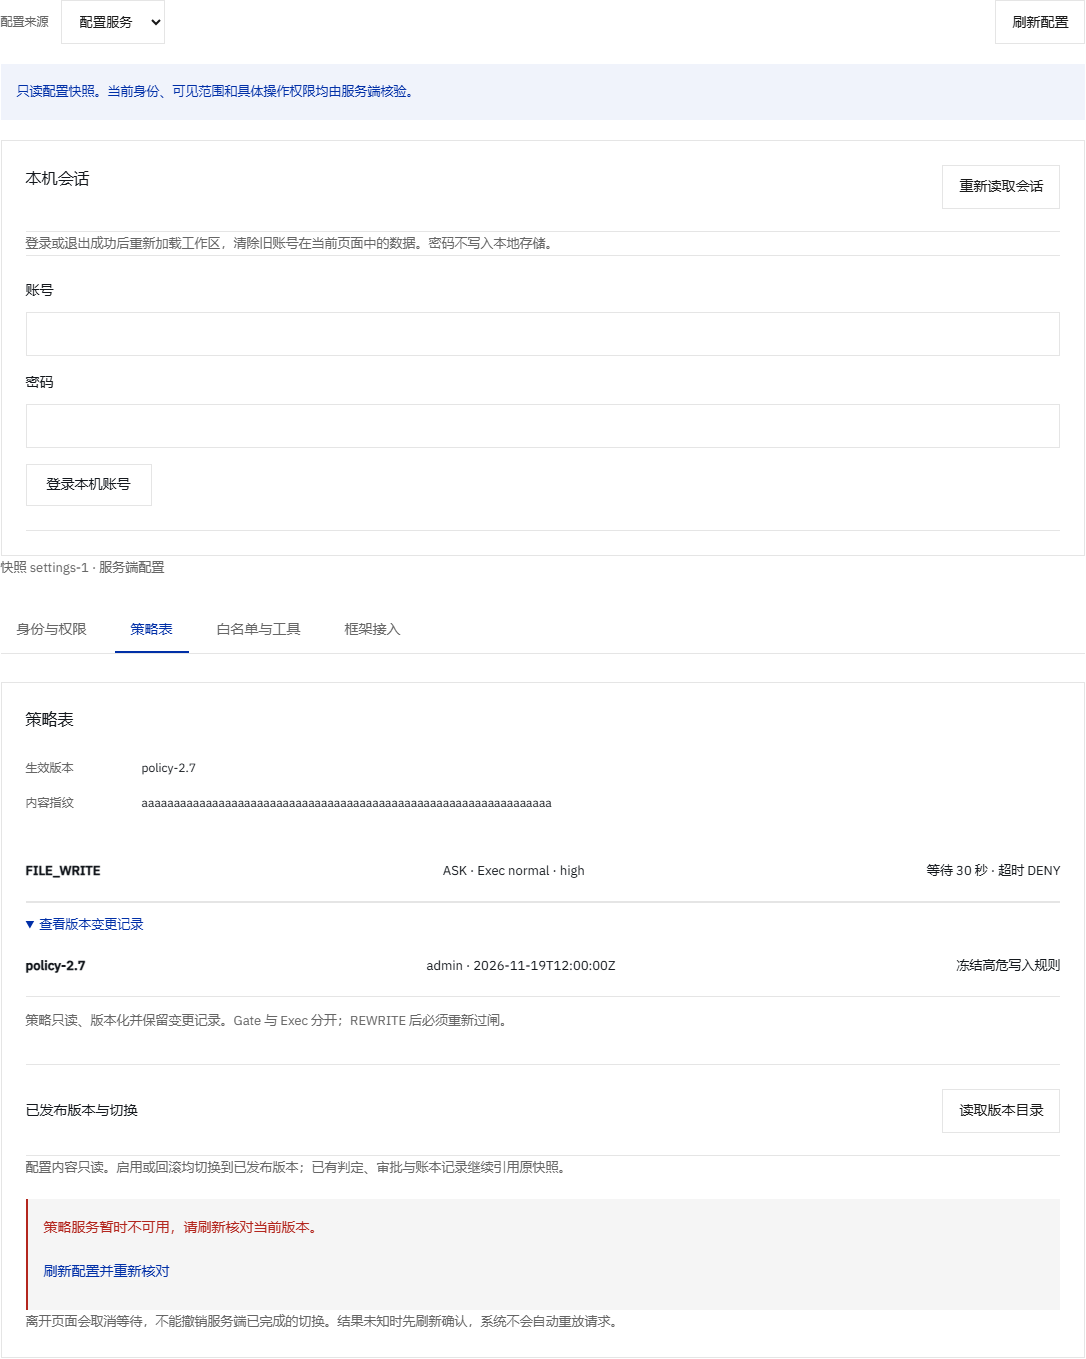 配置来源 配置服务 刷新配置
只读配置快照。当前身份、可见范围和具体操作权限均由服务端核验。
本机会话 重新读取会话
登录或退出成功后重新加载工作区，清除旧账号在当前页面中的数据。密码不写入本地存储。
账号
密码
登录本机账号
快照 settings-1 · 服务端配置
身份与权限 策略表 白名单与工具 框架接入
策略表
生效版本 policy-2.7
内容指纹 aaaaaaaaaaaaaaaaaaaaaaaaaaaaaaaaaaaaaaaaaaaaaaaaaaaaaaaaaaaaaaaa
FILE_WRITE ASK · Exec normal · high 等待 30 秒 · 超时 DENY
▼ 查看版本变更记录
policy-2.7 admin · 2026-11-19T12:00:00Z 冻结高危写入规则
策略只读、版本化并保留变更记录。Gate 与 Exec 分开；REWRITE 后必须重新过闸。
已发布版本与切换 读取版本目录
配置内容只读。启用或回滚均切换到已发布版本；已有判定、审批与账本记录继续引用原快照。
策略服务暂时不可用，请刷新核对当前版本。
刷新配置并重新核对
离开页面会取消等待，不能撤销服务端已完成的切换。结果未知时先刷新确认，系统不会自动重放请求。